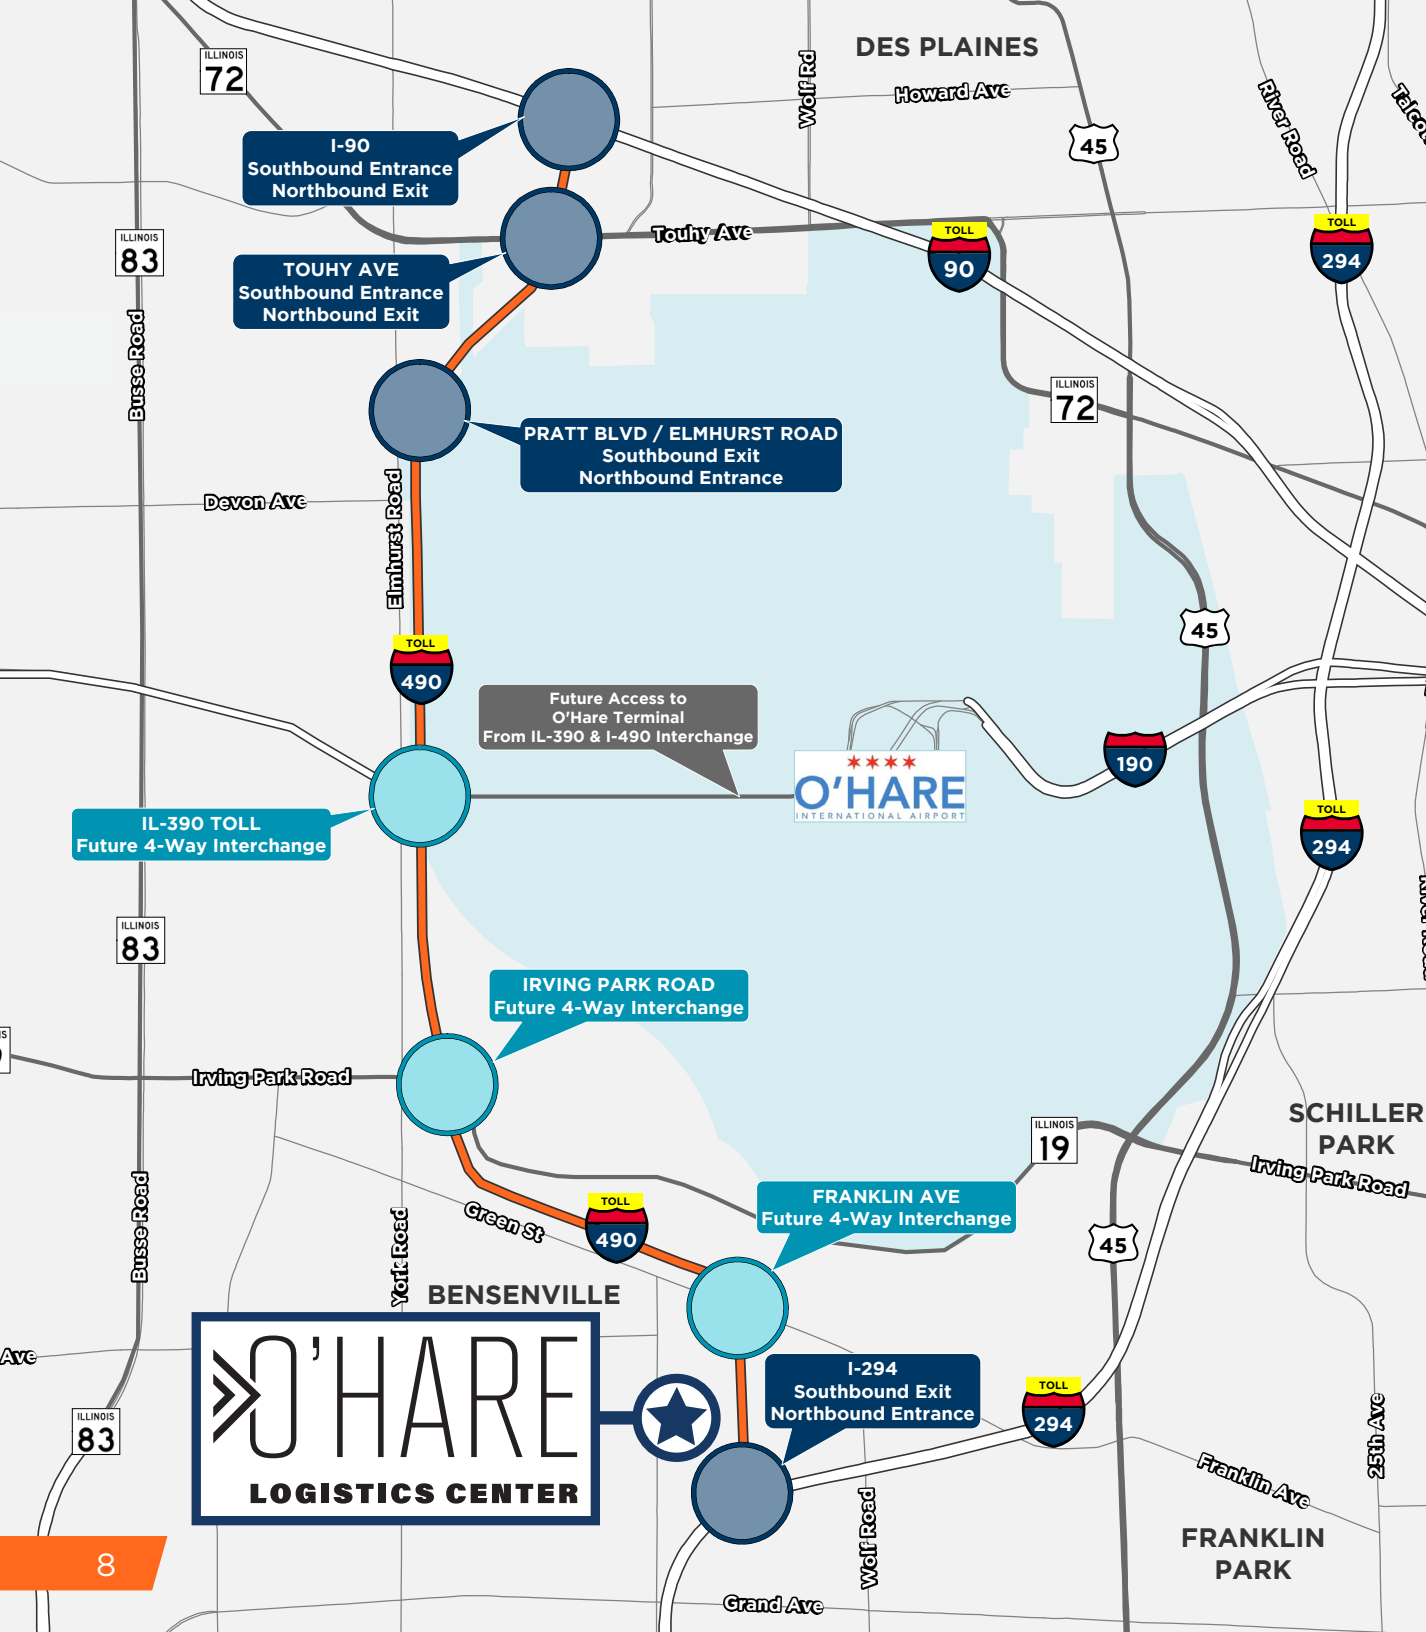 DES PLAINES
ILLINOIS
72
Wolf Rd
Howard Ave
River Road
45
I-90
Southbound Entrance
Northbound Exit
ILLINOIS
83
Touhy Ave
TOLL
90
TOLL
294
TOUHY AVE
Southbound Entrance
Northbound Exit
Busse Road
ILLINOIS
72
PRATT BLVD / ELMHURST ROAD
Southbound Exit
Northbound Entrance
Devon Ave
Elmhurst Road
45
TOLL
490
Future Access to
O'Hare Terminal
From IL-390 & I-490 Interchange
O'HARE
INTERNATIONAL AIRPORT
190
IL-390 TOLL
Future 4-Way Interchange
TOLL
294
ILLINOIS
83
IRVING PARK ROAD
Future 4-Way Interchange
Irving Park Road
SCHILLER
PARK
ILLINOIS
19
Irving Park Road
Busse Road
FRANKLIN AVE
Future 4-Way Interchange
TOLL
490
Green St
York Road
45
BENSENVILLE
Ave
O'HARE
LOGISTICS CENTER
I-294
Southbound Exit
Northbound Entrance
TOLL
294
ILLINOIS
83
25th Ave
Franklin Ave
Wolf Road
FRANKLIN
PARK
8
Grand Ave